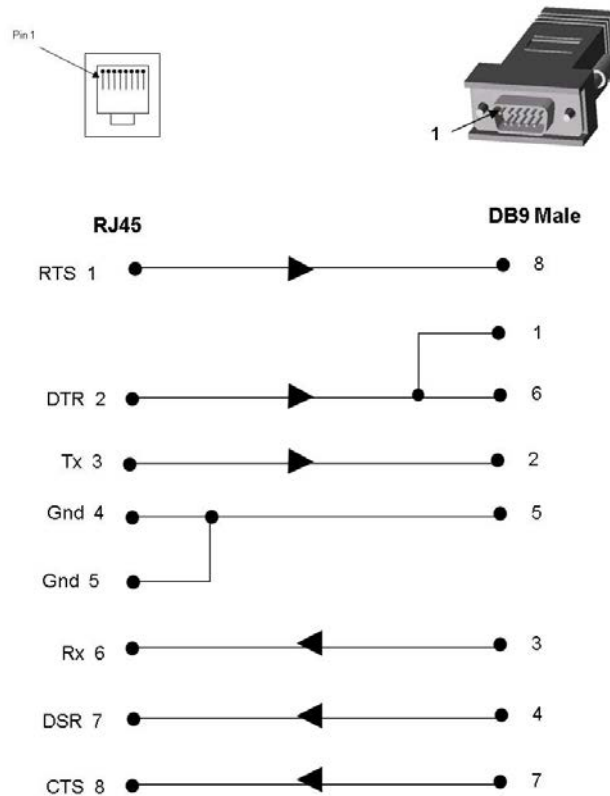 Pin 1
1
RJ45
DB9 Male
RTS 1
8
1
DTR 2
6
Tx 3
2
Gnd 4
5
Gnd 5
Rx 6
3
DSR 7
4
CTS 8
7